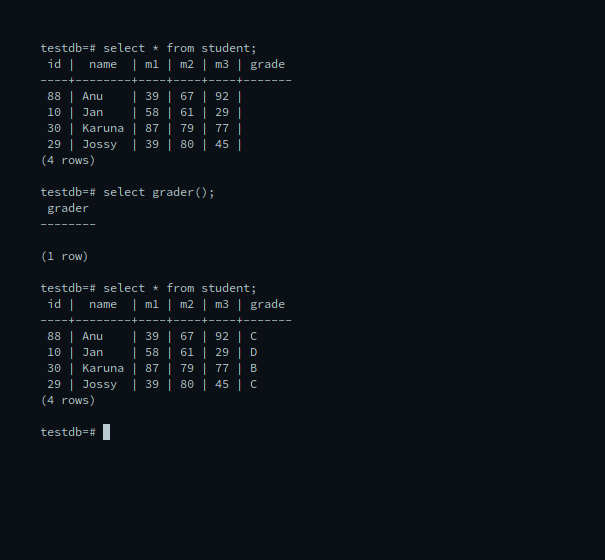 testdb=# select * from student;
 id |  name  | m1 | m2 | m3 | grade
----+--------+----+----+----+-------
 88 | Anu    | 39 | 67 | 92 |
 10 | Jan    | 58 | 61 | 29 |
 30 | Karuna | 87 | 79 | 77 |
 29 | Jossy  | 39 | 80 | 45 |
(4 rows)
testdb=# select grader();
 grader
--------
(1 row)
testdb=# select * from student;
 id |  name  | m1 | m2 | m3 | grade
----+--------+----+----+----+-------
 88 | Anu    | 39 | 67 | 92 | C
 10 | Jan    | 58 | 61 | 29 | D
 30 | Karuna | 87 | 79 | 77 | B
 29 | Jossy  | 39 | 80 | 45 | C
(4 rows)
testdb=#